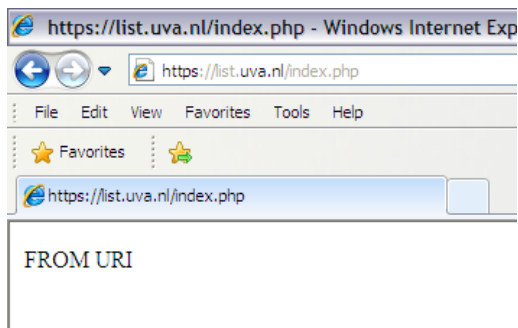 https://list.uva.nl/index.php - Windows Internet Exp
https://list.uva.nl/index.php
File Edit View Favorites Tools Help
Favorites
https://list.uva.nl/index.php
FROM URI